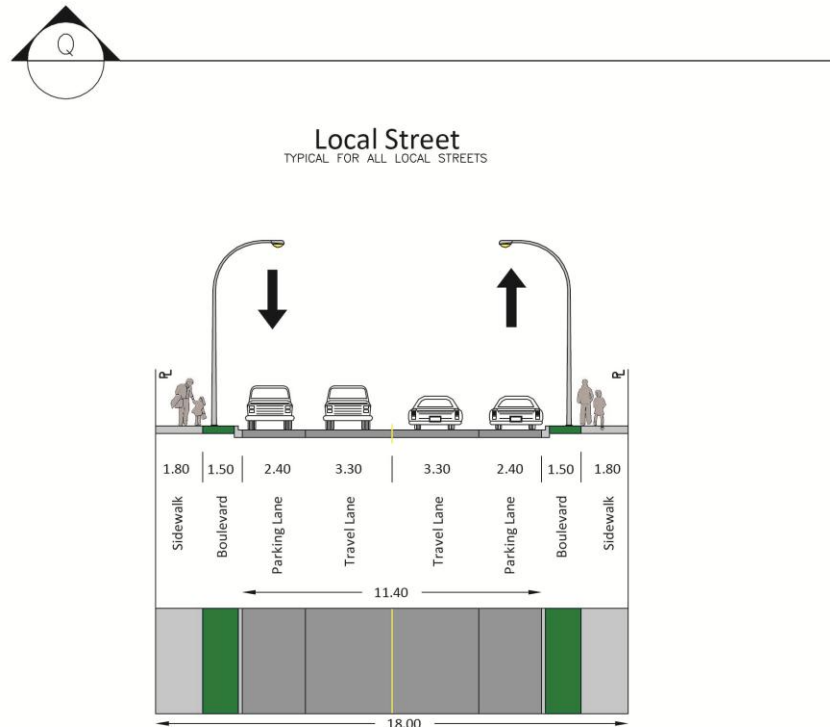 Q
Local Street
TYPICAL FOR ALL LOCAL STREETS
PL PL
1.80 1.50 2.40 3.30 3.30 2.40 1.50 1.80
Sidewalk Boulevard Parking Lane Travel Lane Travel Lane Parking Lane Boulevard Sidewalk
11.40
18.00